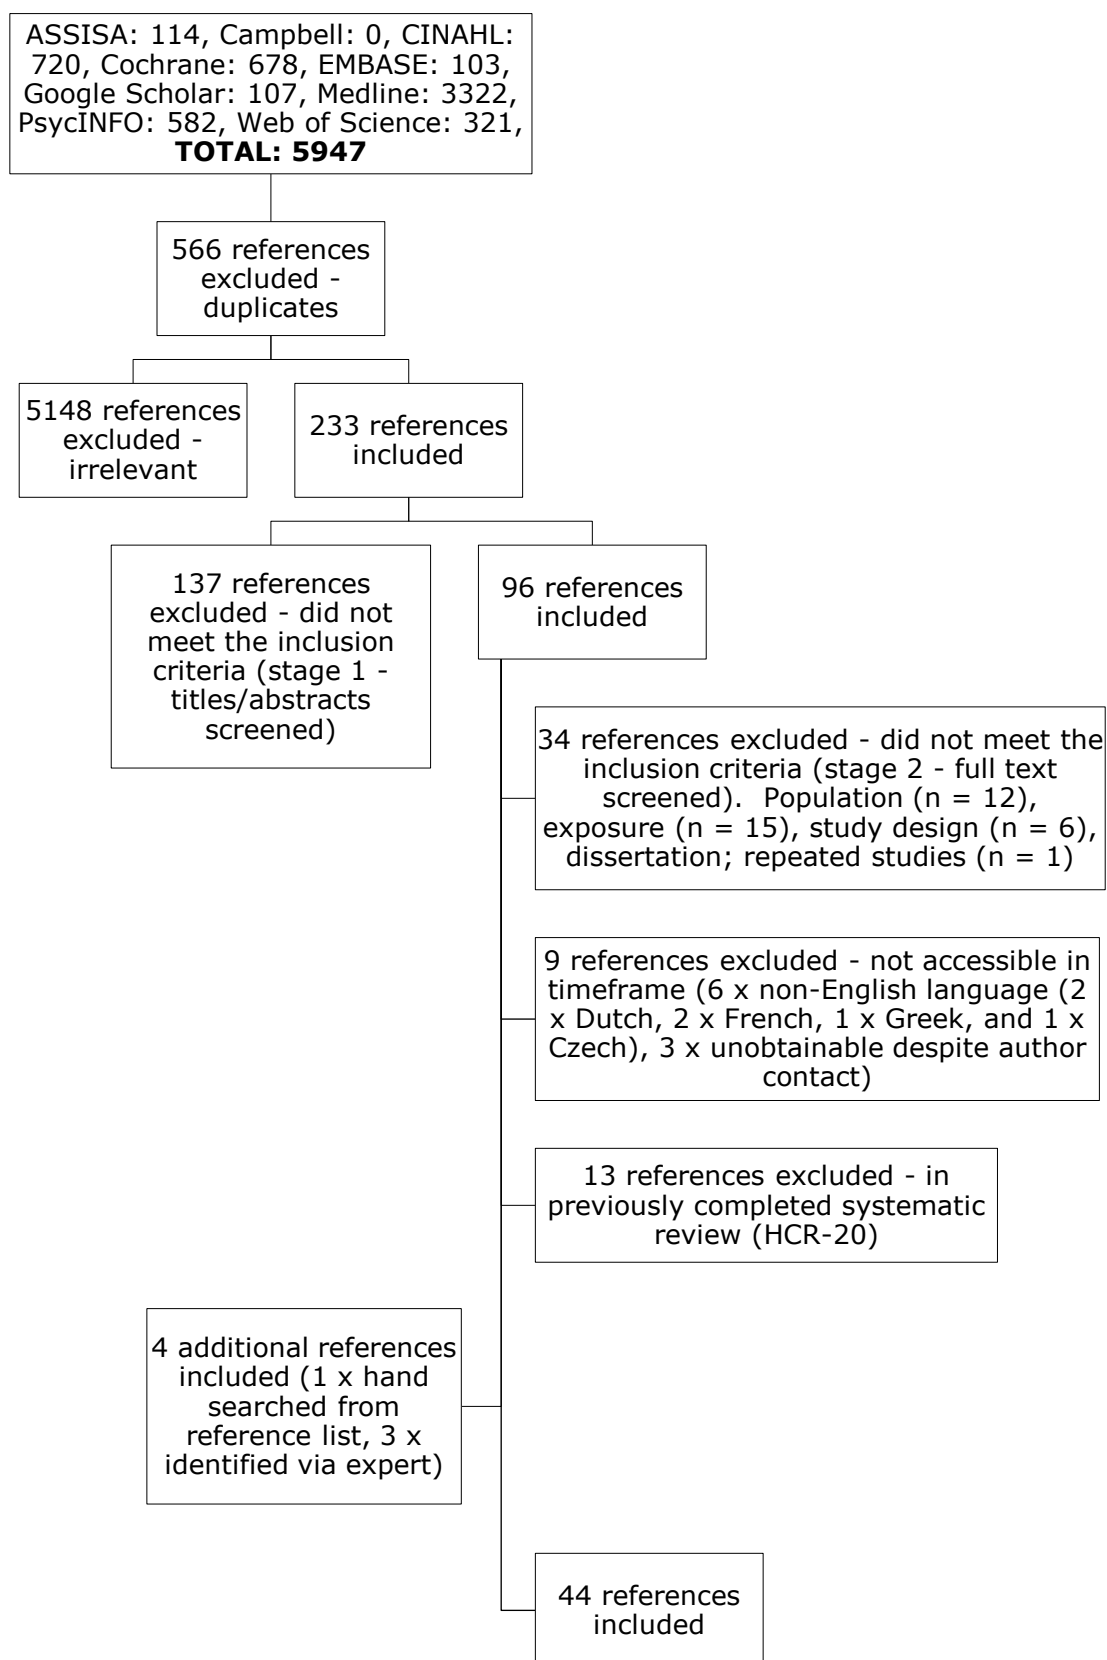 ASSISA: 114, Campbell: 0, CINAHL:
720, Cochrane: 678, EMBASE: 103,
Google Scholar: 107, Medline: 3322,
PsycINFO: 582, Web of Science: 321,
TOTAL: 5947
566 references
excluded -
duplicates
5148 references
excluded -
irrelevant
233 references
included
137 references
excluded - did not
meet the inclusion
criteria (stage 1 -
titles/abstracts
screened)
96 references
included
34 references excluded - did not meet the
inclusion criteria (stage 2 - full text
screened).  Population (n = 12),
exposure (n = 15), study design (n = 6),
dissertation; repeated studies (n = 1)
9 references excluded - not accessible in
timeframe (6 x non-English language (2
x Dutch, 2 x French, 1 x Greek, and 1 x
Czech), 3 x unobtainable despite author
contact)
13 references excluded - in
previously completed systematic
review (HCR-20)
4 additional references
included (1 x hand
searched from
reference list, 3 x
identified via expert)
44 references
included